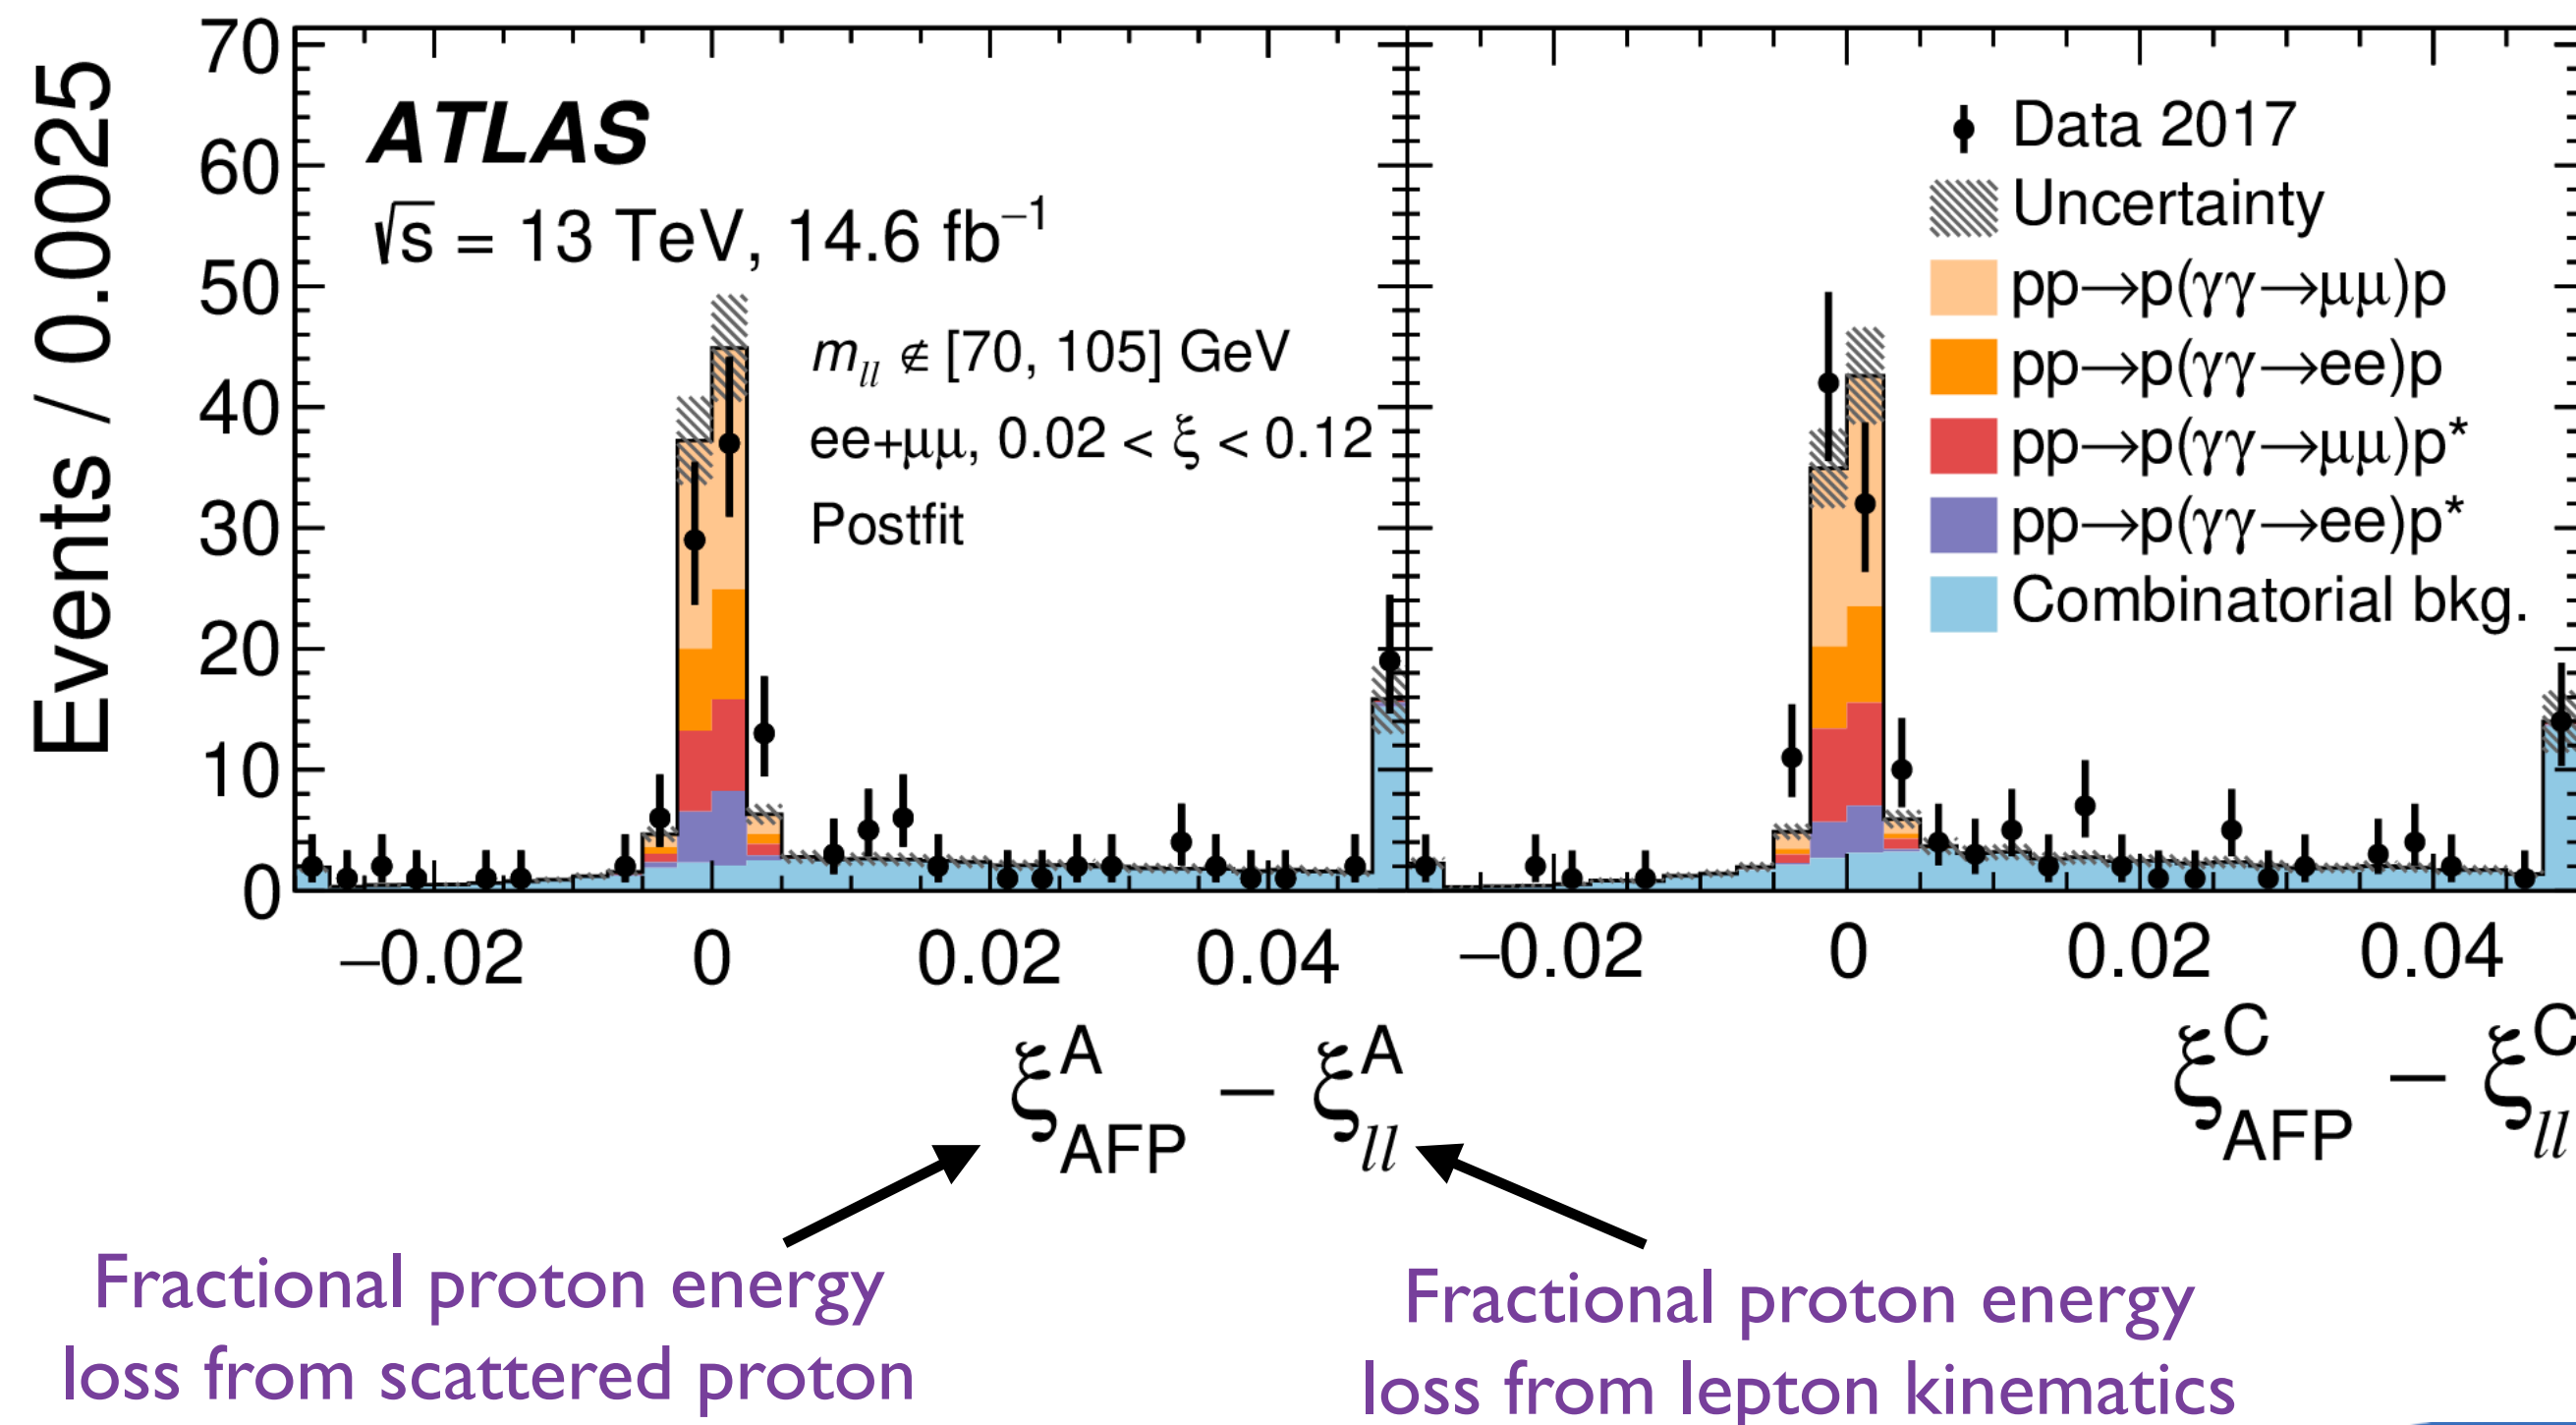 Events / 0.0025
70
60
50
40
30
20
10
0
ATLAS
√s = 13 TeV, 14.6 fb⁻¹
m_ll ∉ [70, 105] GeV
ee+μμ, 0.02 < ξ < 0.12
Postfit
Data 2017
Uncertainty
pp→p(γγ→μμ)p
pp→p(γγ→ee)p
pp→p(γγ→μμ)p*
pp→p(γγ→ee)p*
Combinatorial bkg.
−0.02 0 0.02 0.04
−0.02 0 0.02 0.04
ξ^A_AFP − ξ^A_ll
ξ^C_AFP − ξ^C_ll
Fractional proton energy
loss from scattered proton
Fractional proton energy
loss from lepton kinematics